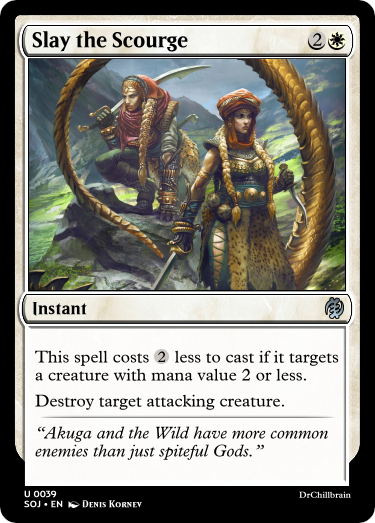 Slay the Scourge 2
Instant
This spell costs 2 less to cast if it targets
a creature with mana value 2 or less.
Destroy target attacking creature.
“Akuga and the Wild have more common
enemies than just spiteful Gods.”
U 0039
DrChillbrain
SOJ • EN Denis Kornev